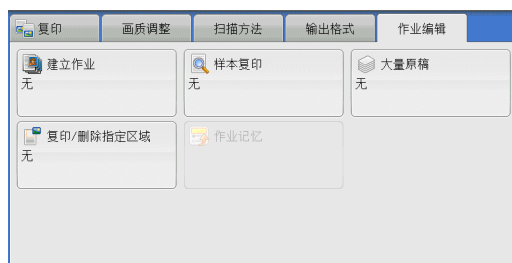 复印 画质调整 扫描方法 输出格式 作业编辑
建立作业 样本复印 大量原稿
无 无 无
复印/删除指定区域 作业记忆
无